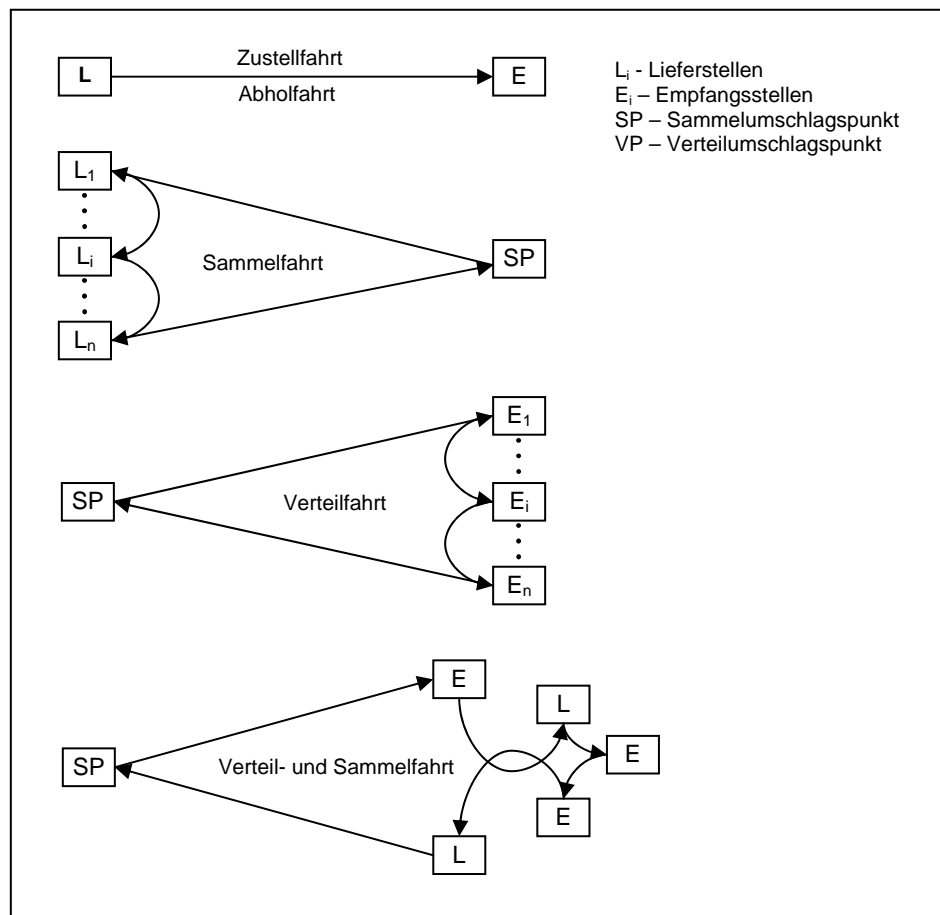 Zustellfahrt
L
E
Abholfahrt
Lᵢ - Lieferstellen
Eᵢ – Empfangsstellen
SP – Sammelumschlagspunkt
VP – Verteilumschlagspunkt
L₁
Lᵢ
Sammelfahrt
SP
Lₙ
E₁
SP
Verteilfahrt
Eᵢ
Eₙ
E
L
SP
Verteil- und Sammelfahrt
E
E
L